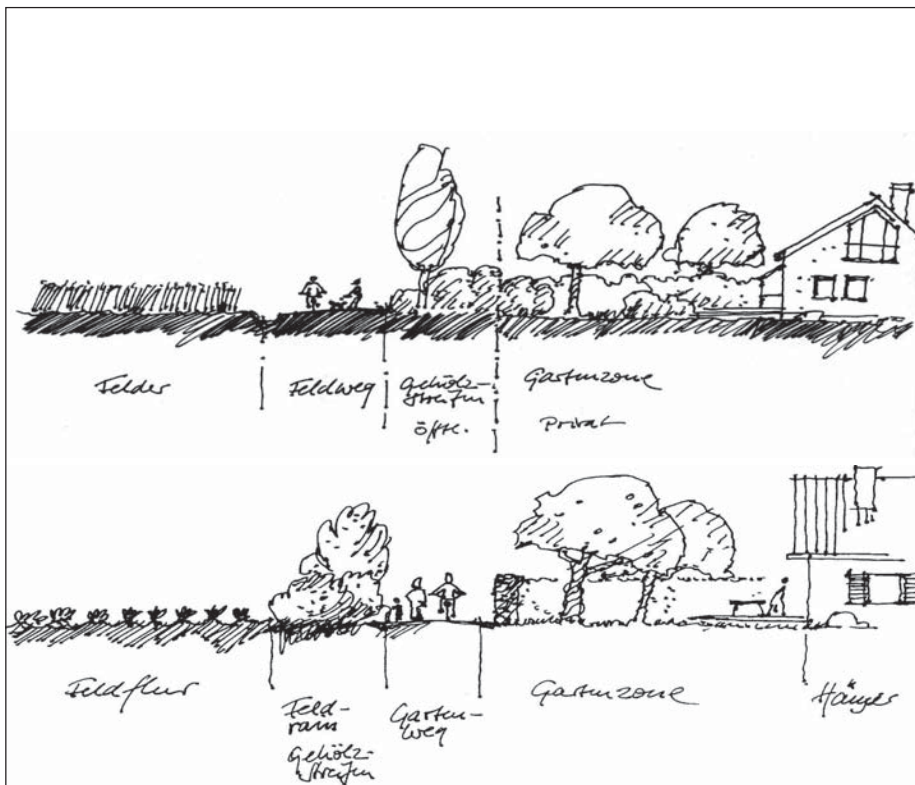 Felder
Feldweg
Gehölz-
streifen
öfftl.
Gartenzone
Privat
Feldflur
Feld-
rain
Gehölz-
streifen
Garten-
weg
Gartenzone
Häuser